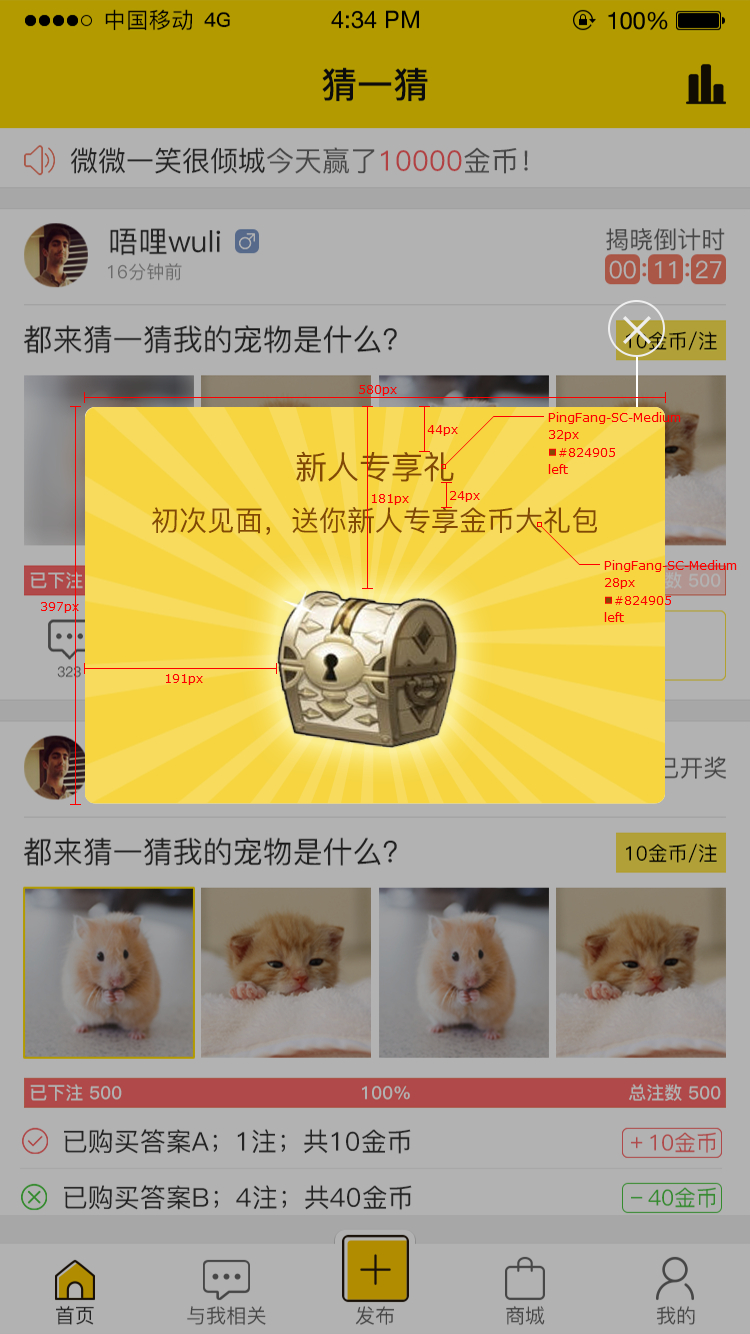 中国移动 4G 4:34 PM 100%
猜一猜
微微一笑很倾城今天赢了10000金币！
唔哩wuli 揭晓倒计时
16分钟前 00:11:27
都来猜一猜我的宠物是什么？ 10金币/注
580px
PingFang-SC-Medium
44px 32px
#824905
新人专享礼 left
181px 24px
初次见面，送你新人专享金币大礼包
PingFang-SC-Medium
已下注 数 500
28px
397px #824905
left
323
191px
已开奖
都来猜一猜我的宠物是什么？ 10金币/注
已下注 500 100% 总注数 500
已购买答案A；1注；共10金币 +10金币
已购买答案B；4注；共40金币 −40金币
首页 与我相关 发布 商城 我的